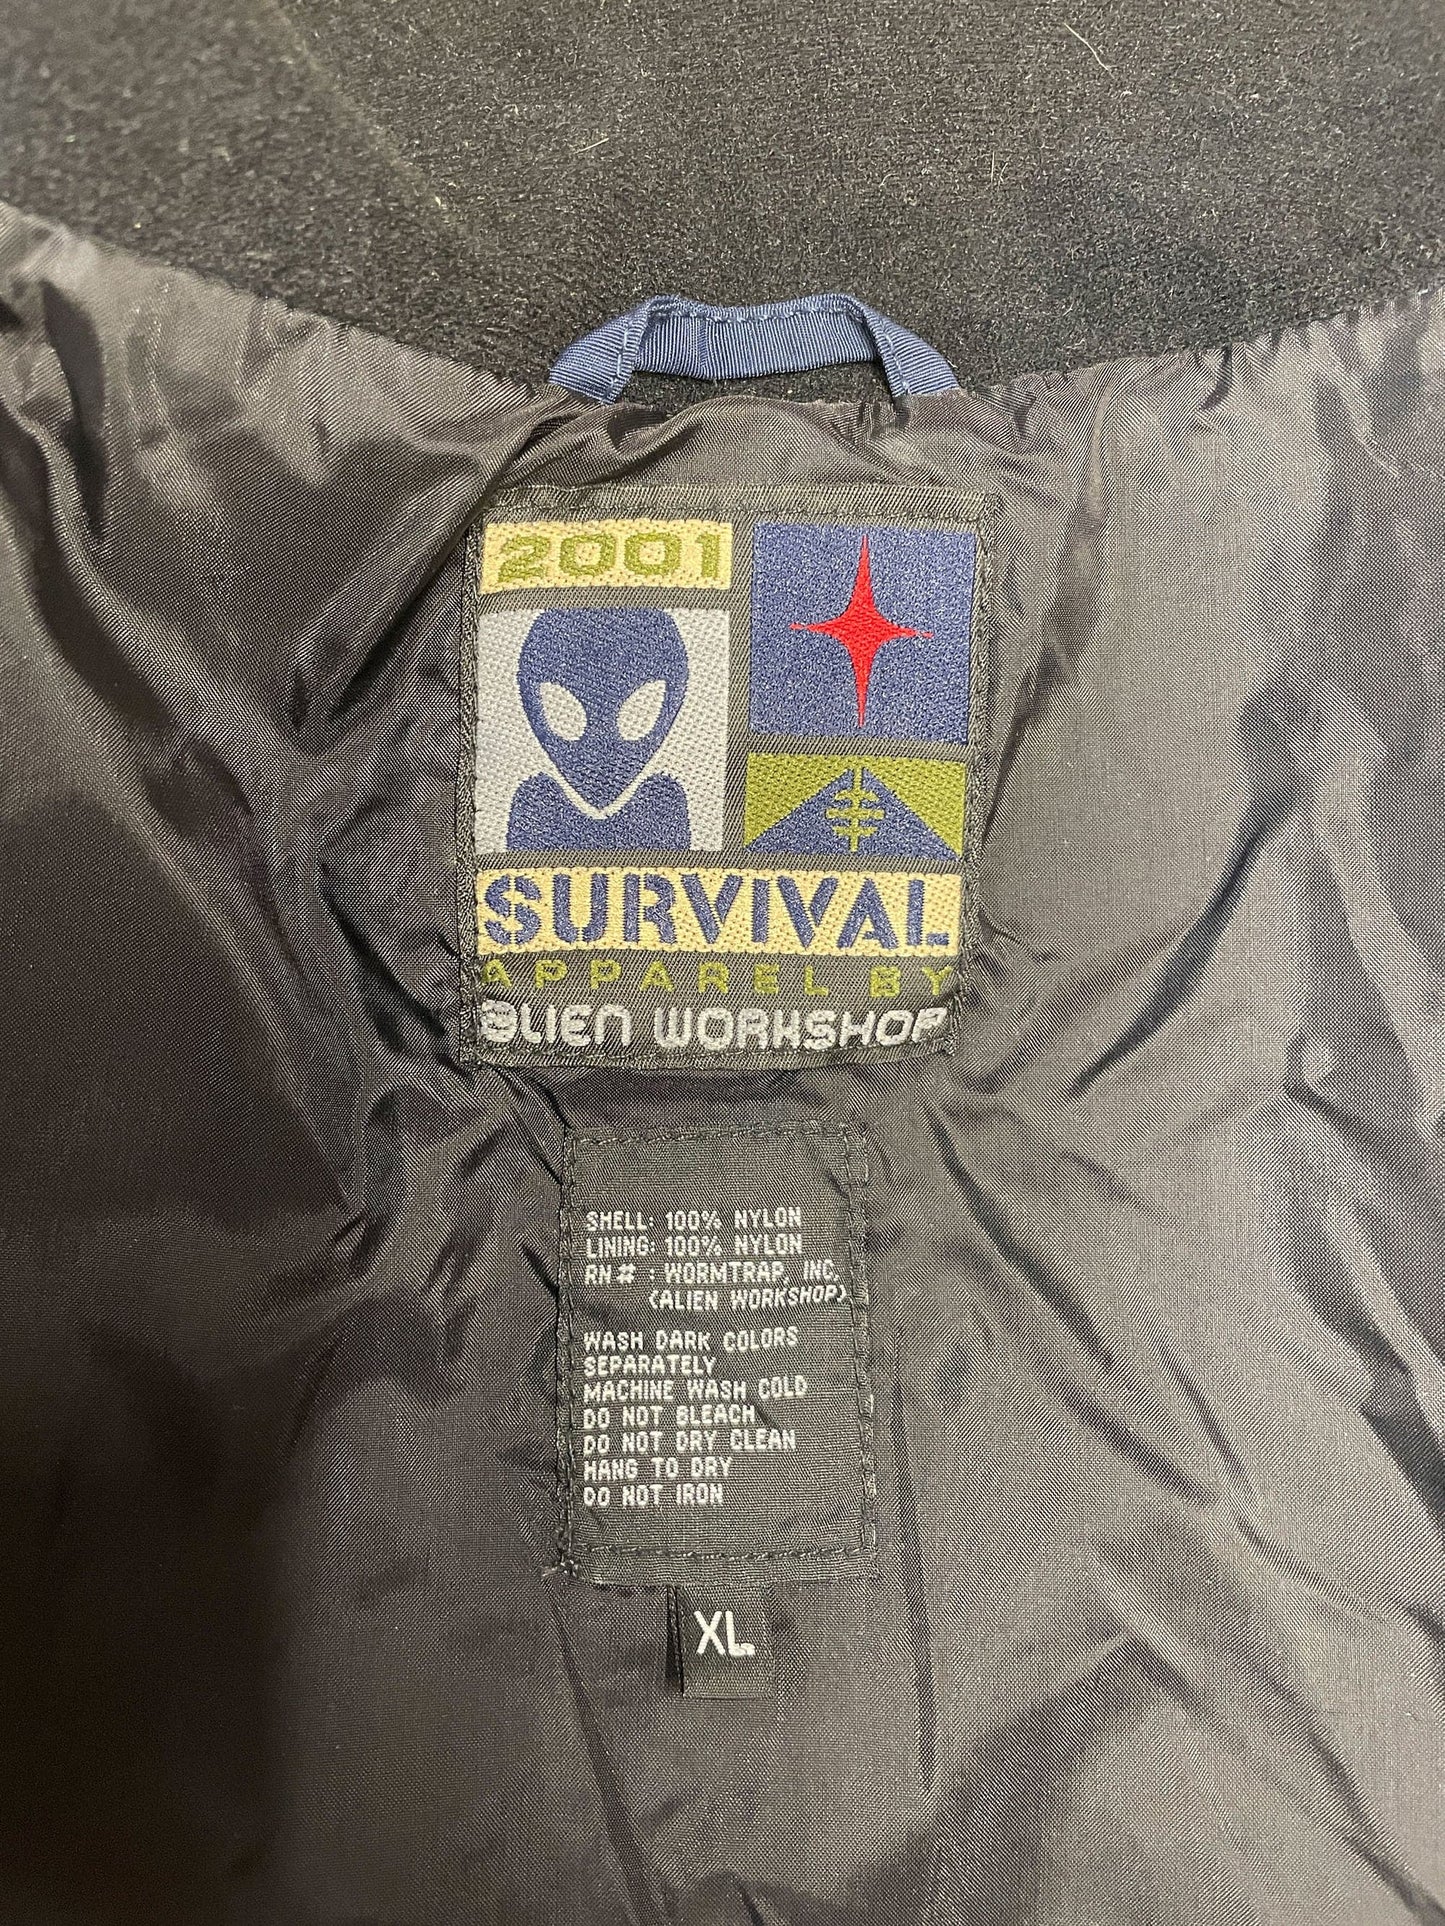 2001
SURVIVAL
APPAREL BY
ALIEN WORKSHOP
SHELL: 100% NYLON
LINING: 100% NYLON
RN # : WORMTRAP, INC.
(ALIEN WORKSHOP)
WASH DARK COLORS
SEPARATELY
MACHINE WASH COLD
DO NOT BLEACH
DO NOT DRY CLEAN
HANG TO DRY
DO NOT IRON
XL